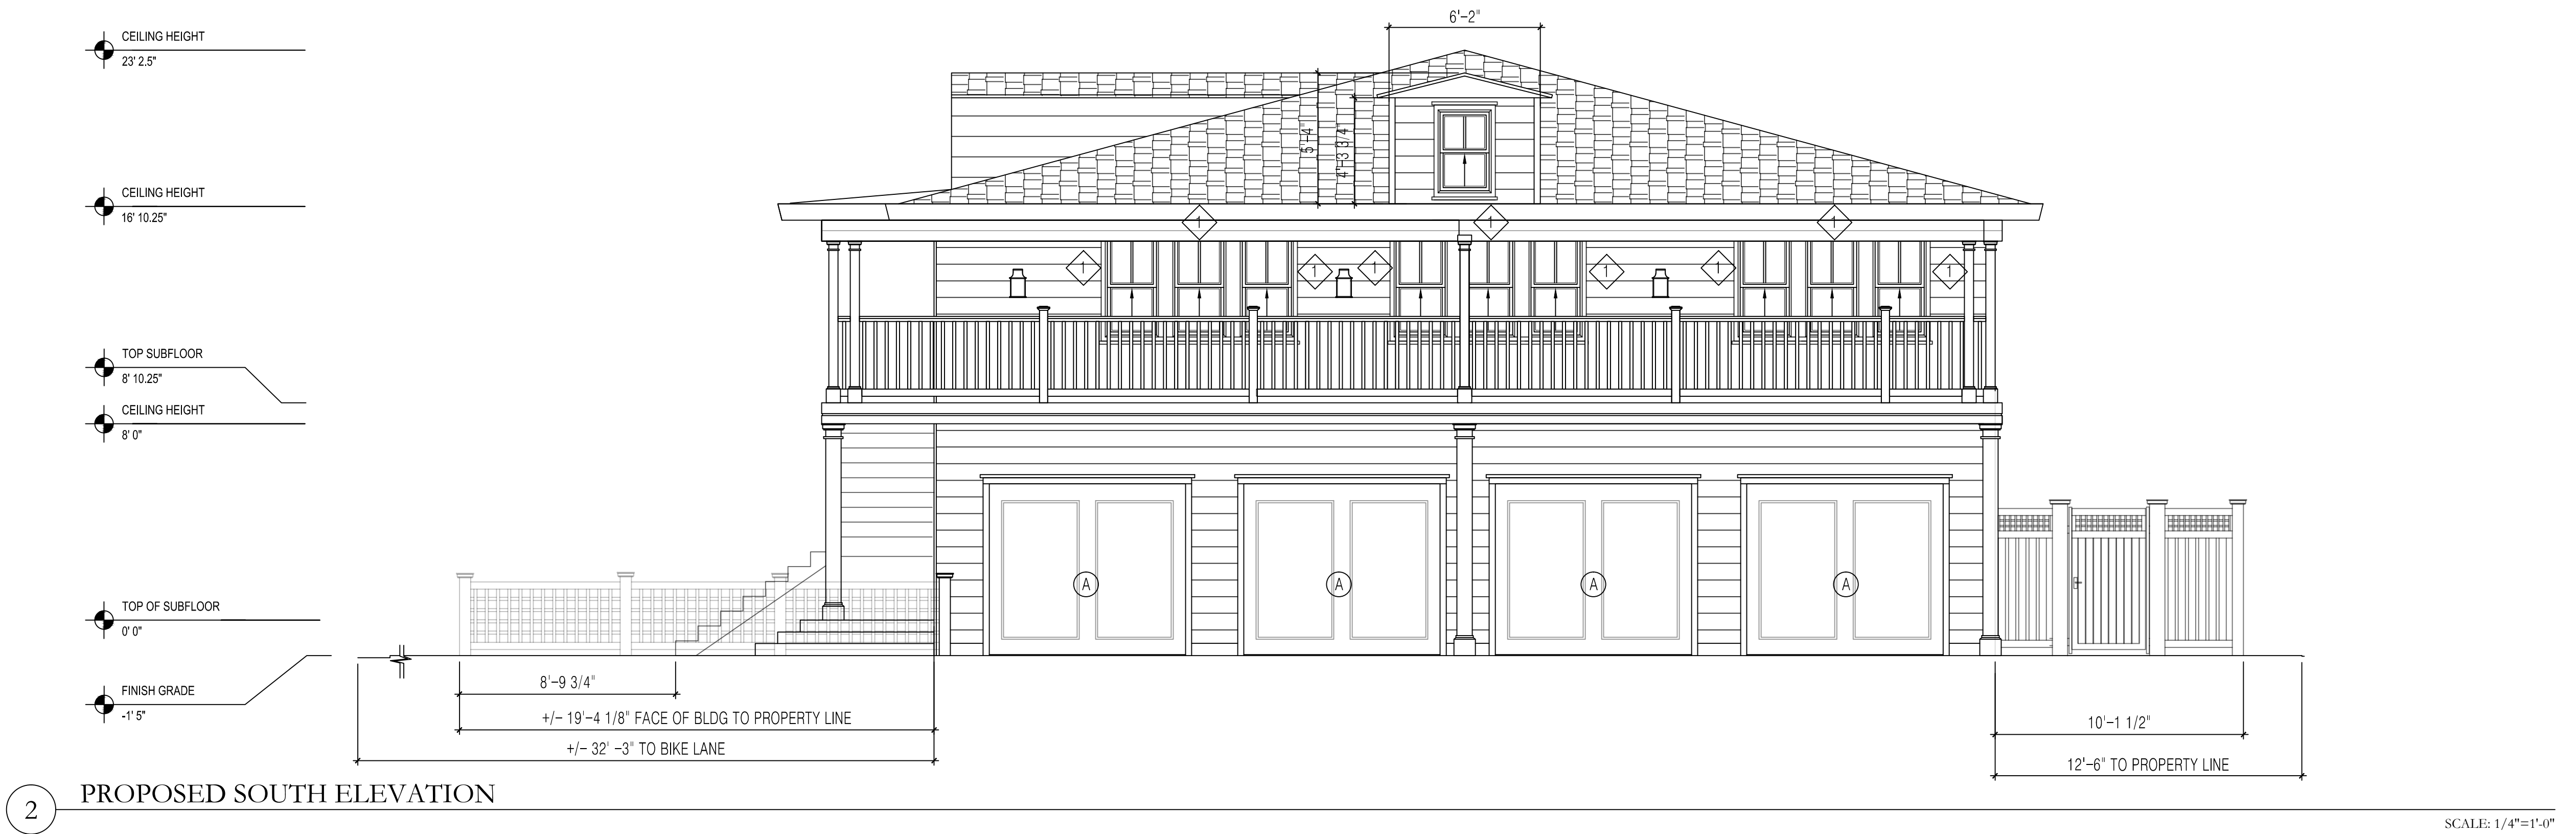 6'-2"
CEILING HEIGHT
23' 2.5"
5'-4"
4'-3 3/4"
CEILING HEIGHT
16' 10.25"
1
1
1
1
1
1
1
1
1
TOP SUBFLOOR
8' 10.25"
CEILING HEIGHT
8' 0"
A
A
A
A
TOP OF SUBFLOOR
0' 0"
FINISH GRADE
-1' 5"
8'-9 3/4"
+/- 19'-4 1/8" FACE OF BLDG TO PROPERTY LINE
+/- 32' -3" TO BIKE LANE
10'-1 1/2"
12'-6" TO PROPERTY LINE
2
PROPOSED SOUTH ELEVATION
SCALE: 1/4"=1'-0"